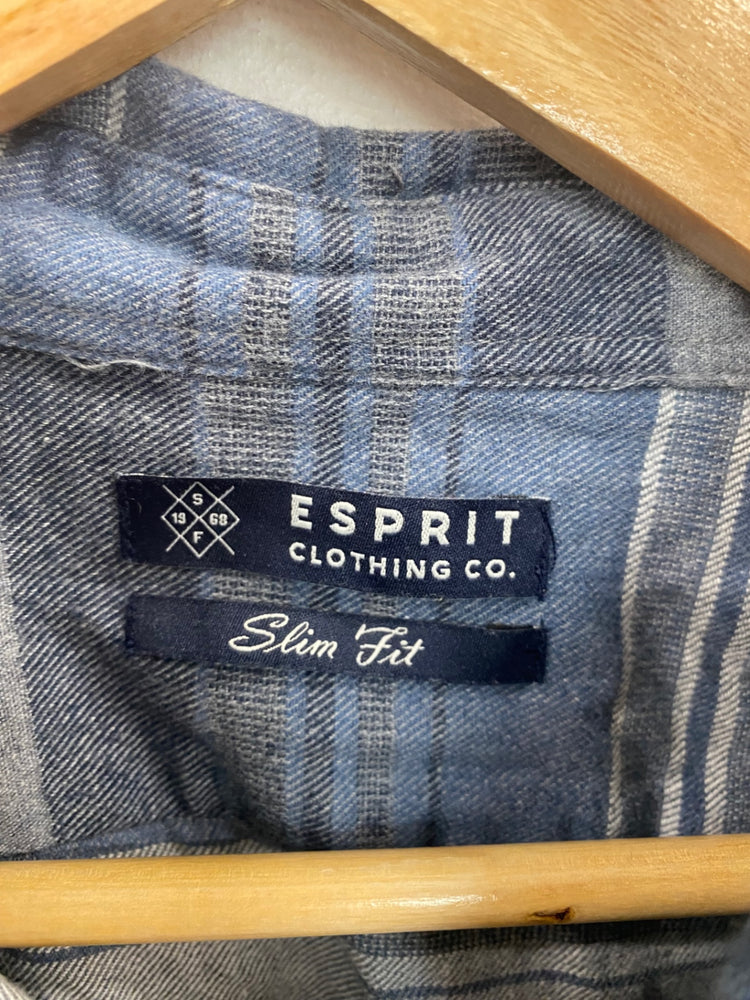 S
19 68
F
ESPRIT
CLOTHING CO.
Slim Fit